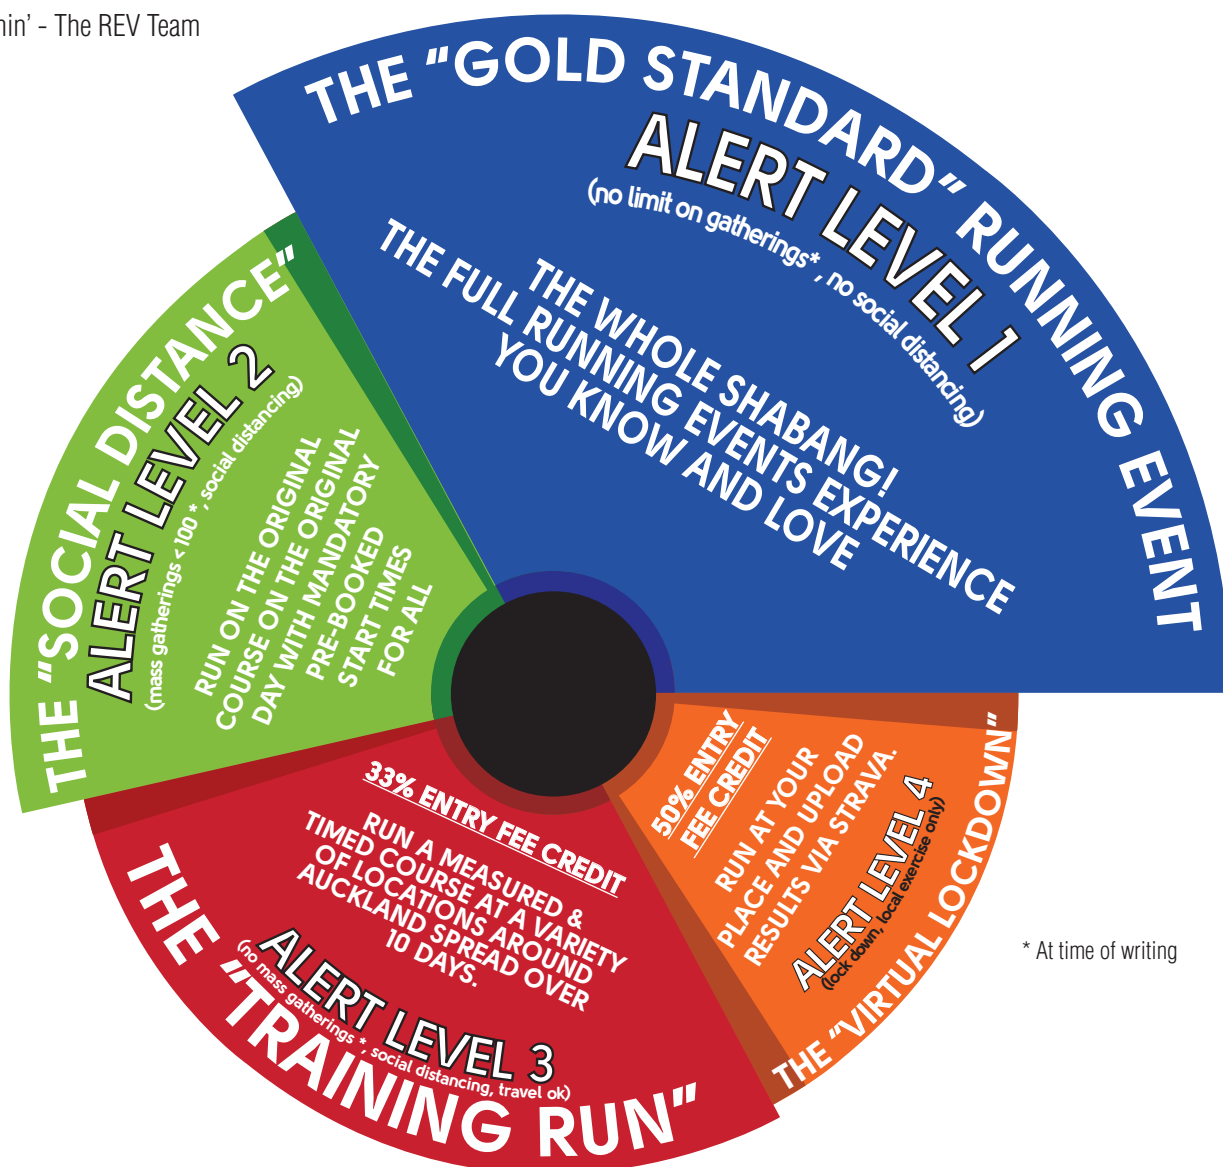 nin' - The REV Team
THE "GOLD STANDARD" RUNNING EVENT
ALERT LEVEL 1
(no limit on gatherings*, no social distancing)
THE WHOLE SHABANG!
THE FULL RUNNING EVENTS EXPERIENCE
YOU KNOW AND LOVE
THE "SOCIAL DISTANCE"
ALERT LEVEL 2
(mass gatherings < 100 *, social distancing)
RUN ON THE ORIGINAL
COURSE ON THE ORIGINAL
DAY WITH MANDATORY
PRE-BOOKED
START TIMES
FOR ALL
33% ENTRY FEE CREDIT
RUN A MEASURED &
TIMED COURSE AT A VARIETY
OF LOCATIONS AROUND
AUCKLAND SPREAD OVER
10 DAYS.
ALERT LEVEL 3
(no mass gatherings *, social distancing, travel ok)
THE "TRAINING RUN"
50% ENTRY
FEE CREDIT
RUN AT YOUR
PLACE AND UPLOAD
RESULTS VIA STRAVA.
ALERT LEVEL 4
(lock down, local exercise only)
THE "VIRTUAL LOCKDOWN"
* At time of writing